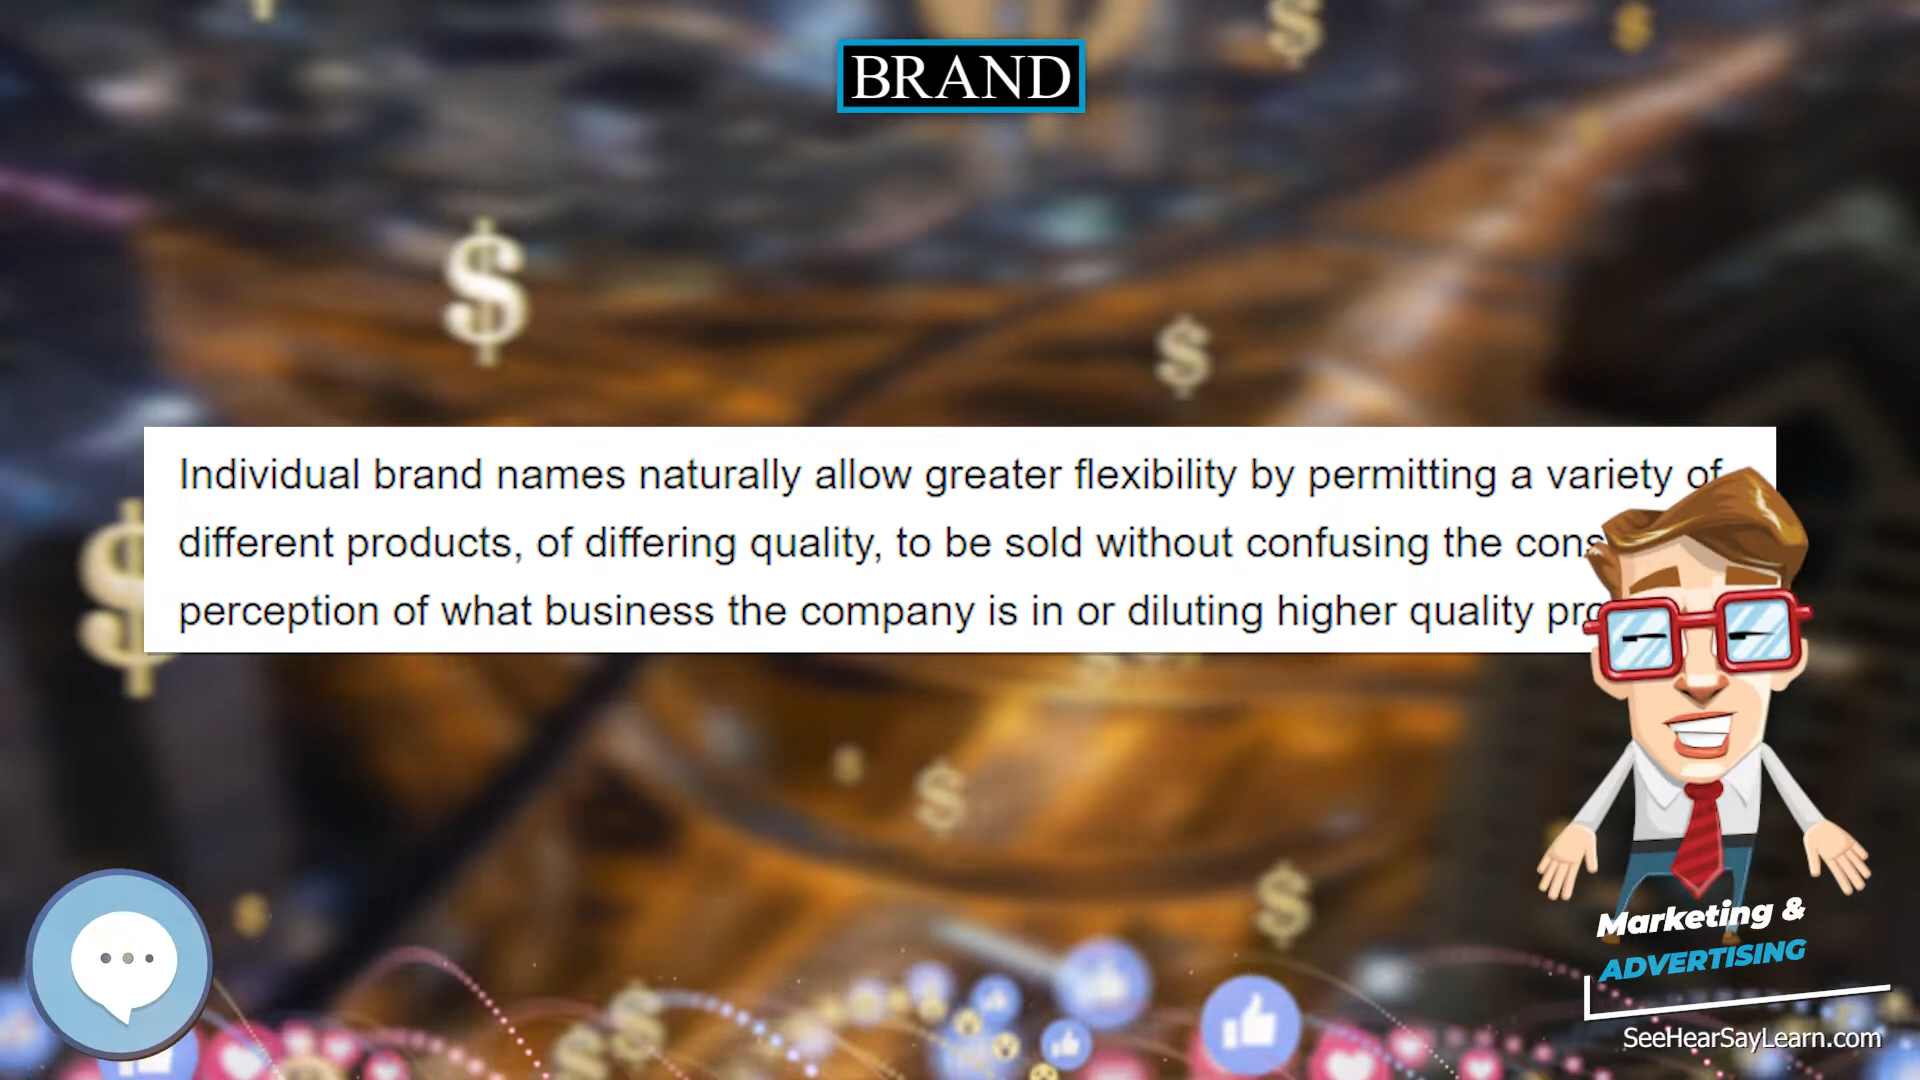 BRAND
Individual brand names naturally allow greater flexibility by permitting a variety of
different products, of differing quality, to be sold without confusing the
perception of what business the company is in or diluting higher quality
Marketing &
ADVERTISING
SeeHearSayLearn.com